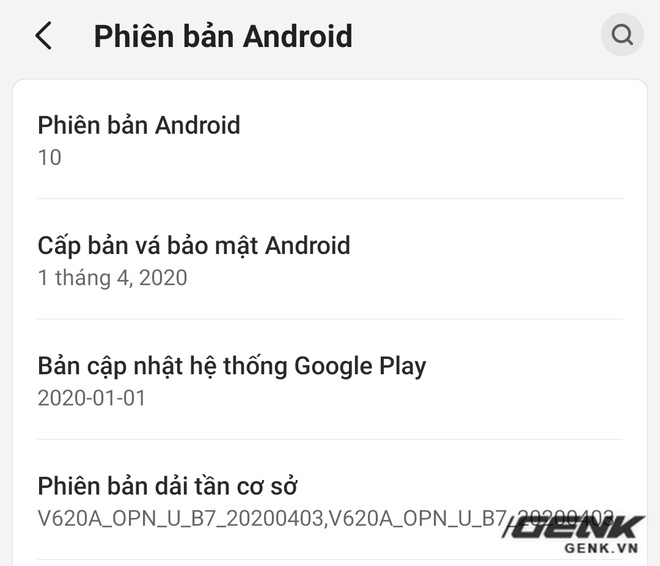 Phiên bản Android
Phiên bản Android
10
Cấp bản vá bảo mật Android
1 tháng 4, 2020
Bản cập nhật hệ thống Google Play
2020-01-01
Phiên bản dải tần cơ sở
V620A_OPN_U_B7_20200403,V620A_OPN_U_B7_20200403
GENK
GENK.VN